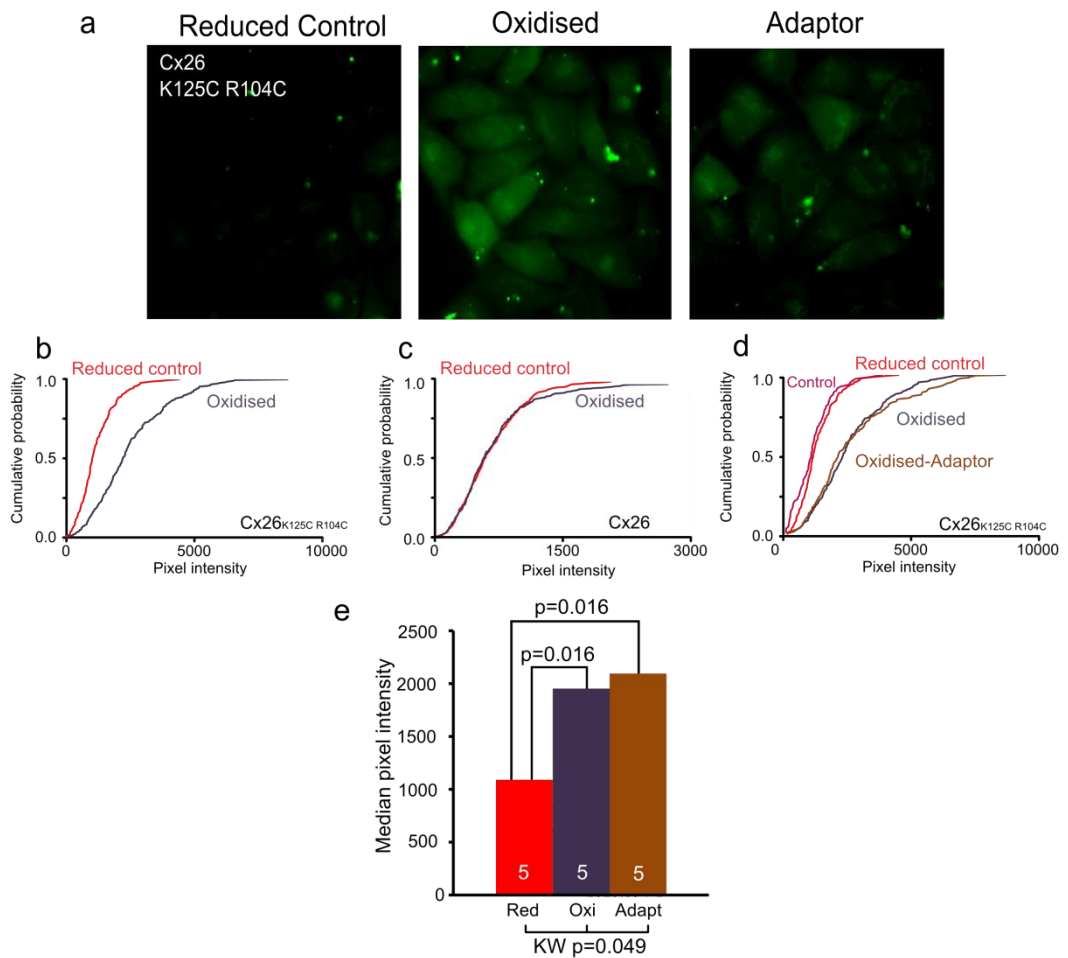 a
Reduced Control
Oxidised
Adaptor
Cx26
K125C R104C
b
Reduced control
Oxidised
1.0
0.5
0.0
Cumulative probability
Cx26K125C R104C
0
5000
10000
Pixel intensity
c
Reduced control
Oxidised
1.0
0.5
0.0
Cumulative probability
Cx26
0
1500
3000
Pixel intensity
d
Reduced control
Control
Oxidised
Oxidised-Adaptor
1.0
0.5
0.0
Cumulative probability
Cx26K125C R104C
0
5000
10000
Pixel intensity
e
p=0.016
p=0.016
2500
2000
1500
1000
500
0
Median pixel intensity
5
5
5
Red
Oxi
Adapt
KW p=0.049